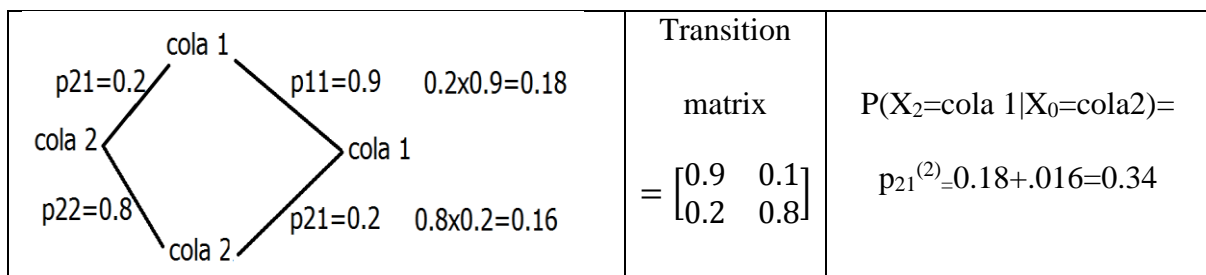 cola 1
p21=0.2 p11=0.9 0.2x0.9=0.18
cola 2 cola 1
p22=0.8 p21=0.2 0.8x0.2=0.16
cola 2
Transition
matrix
= [0.9 0.1
0.2 0.8]
P(X₂=cola 1|X₀=cola2)=
p₂₁⁽²⁾₌0.18+.016=0.34